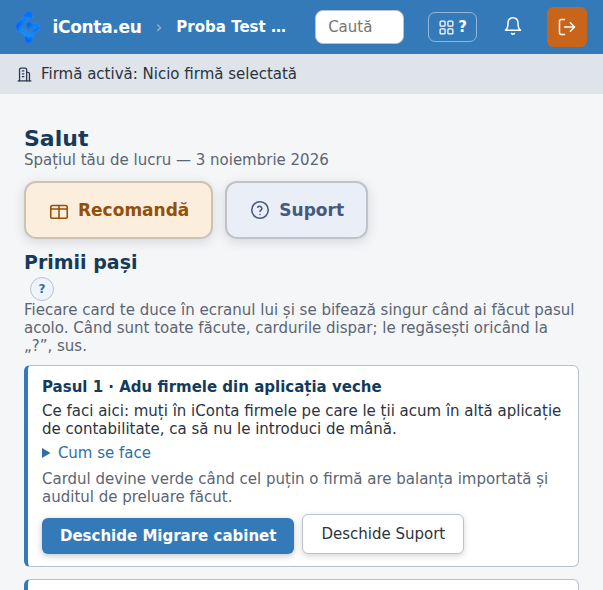 iConta.eu › Proba Test ... Caută ?
Firmă activă: Nicio firmă selectată
Salut
Spațiul tău de lucru — 3 noiembrie 2026
Recomandă ? Suport
Primii pași
?
Fiecare card te duce în ecranul lui și se bifează singur când ai făcut pasul
acolo. Când sunt toate făcute, cardurile dispar; le regăsești oricând la
„?”, sus.
Pasul 1 · Adu firmele din aplicația veche
Ce faci aici: muți în iConta firmele pe care le ții acum în altă aplicație
de contabilitate, ca să nu le introduci de mână.
Cum se face
Cardul devine verde când cel puțin o firmă are balanța importată și
auditul de preluare făcut.
Deschide Migrare cabinet Deschide Suport